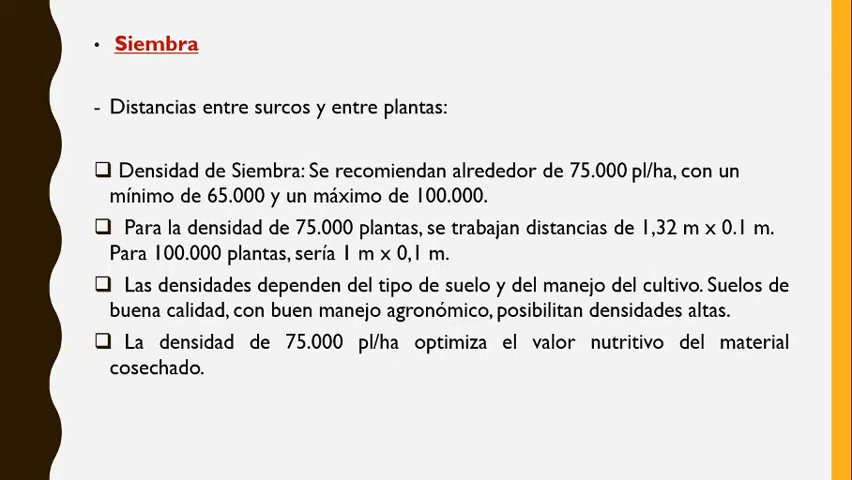 • Siembra
- Distancias entre surcos y entre plantas:
❑ Densidad de Siembra: Se recomiendan alrededor de 75.000 pl/ha, con un
mínimo de 65.000 y un máximo de 100.000.
❑ Para la densidad de 75.000 plantas, se trabajan distancias de 1,32 m x 0.1 m.
Para 100.000 plantas, sería 1 m x 0,1 m.
❑ Las densidades dependen del tipo de suelo y del manejo del cultivo. Suelos de
buena calidad, con buen manejo agronómico, posibilitan densidades altas.
❑ La densidad de 75.000 pl/ha optimiza el valor nutritivo del material
cosechado.